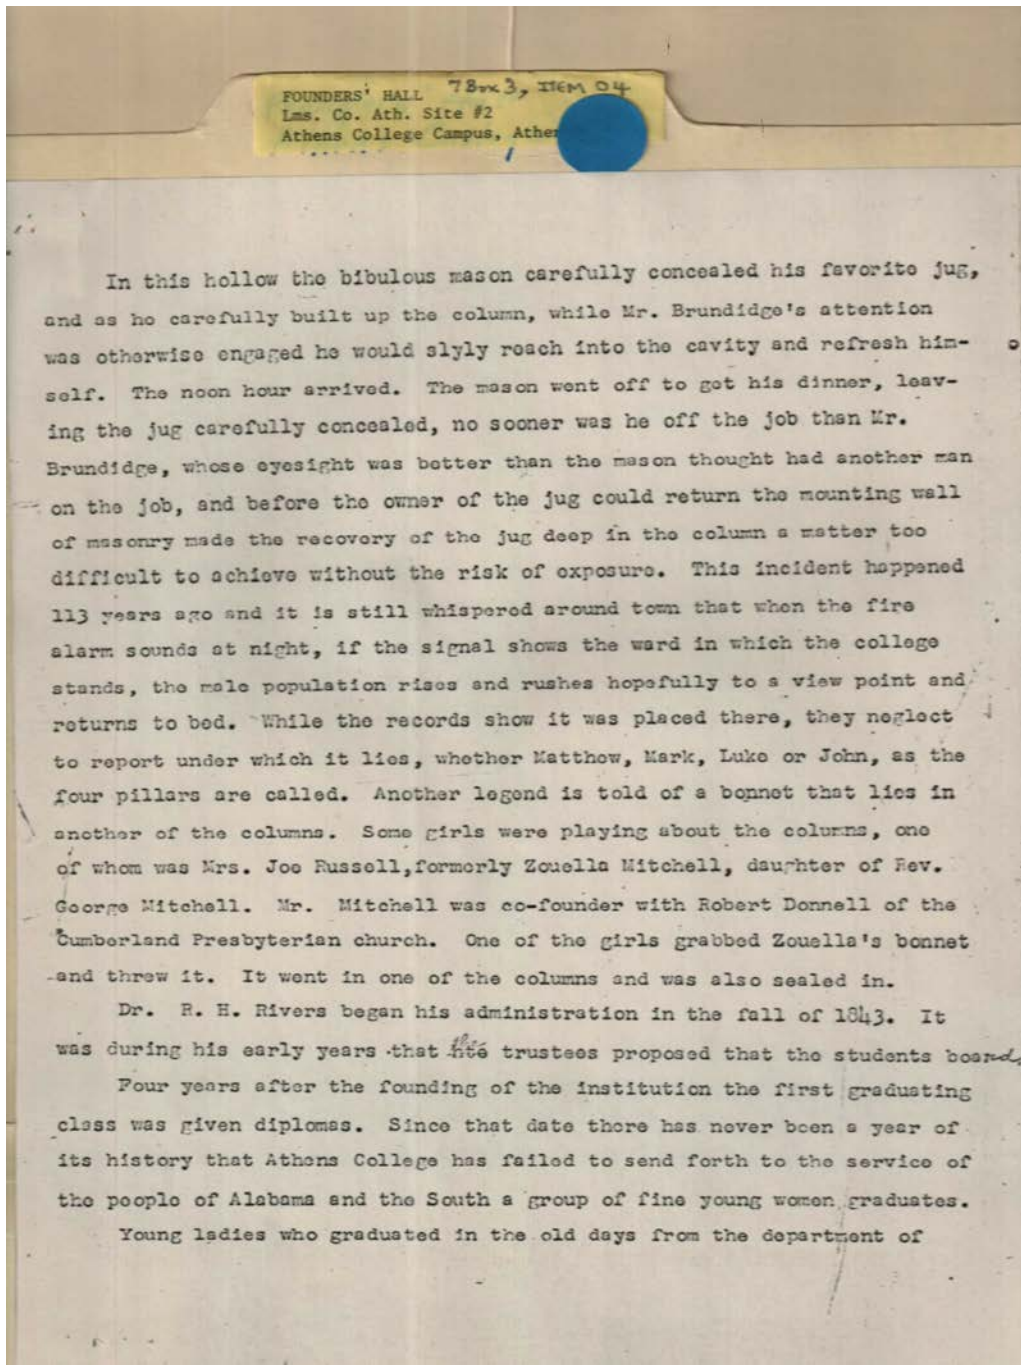 FOUNDERS' HALL 7Box 3, ITEM 04
Lms. Co. Ath. Site #2
Athens College Campus, Athe
In this hollow the bibulous mason carefully concealed his favorite jug,
and as he carefully built up the column, while Mr. Brundidge's attention
was otherwise engaged he would slyly reach into the cavity and refresh him-
self. The noon hour arrived. The mason went off to get his dinner, leav-
ing the jug carefully concealed, no sooner was he off the job than Mr.
Brundidge, whose eyesight was better than the mason thought had another man
on the job, and before the owner of the jug could return the mounting wall
of masonry made the recovery of the jug deep in the column a matter too
difficult to achieve without the risk of exposure. This incident happened
113 years ago and it is still whispered around town that when the fire
alarm sounds at night, if the signal shows the ward in which the college
stands, the male population rises and rushes hopefully to a view point and
returns to bed. While the records show it was placed there, they neglect
to report under which it lies, whether Matthew, Mark, Luke or John, as the
four pillars are called. Another legend is told of a bonnet that lies in
another of the columns. Some girls were playing about the columns, one
of whom was Mrs. Joe Russell,formerly Zouella Mitchell, daughter of Rev.
George Mitchell. Mr. Mitchell was co-founder with Robert Donnell of the
Cumberland Presbyterian church. One of the girls grabbed Zouella's bonnet
and threw it. It went in one of the columns and was also sealed in.
Dr. R. H. Rivers began his administration in the fall of 1843. It
was during his early years that the trustees proposed that the students board.
Four years after the founding of the institution the first graduating
class was given diplomas. Since that date there has never been a year of
its history that Athens College has failed to send forth to the service of
the people of Alabama and the South a group of fine young women graduates.
Young ladies who graduated in the old days from the department of